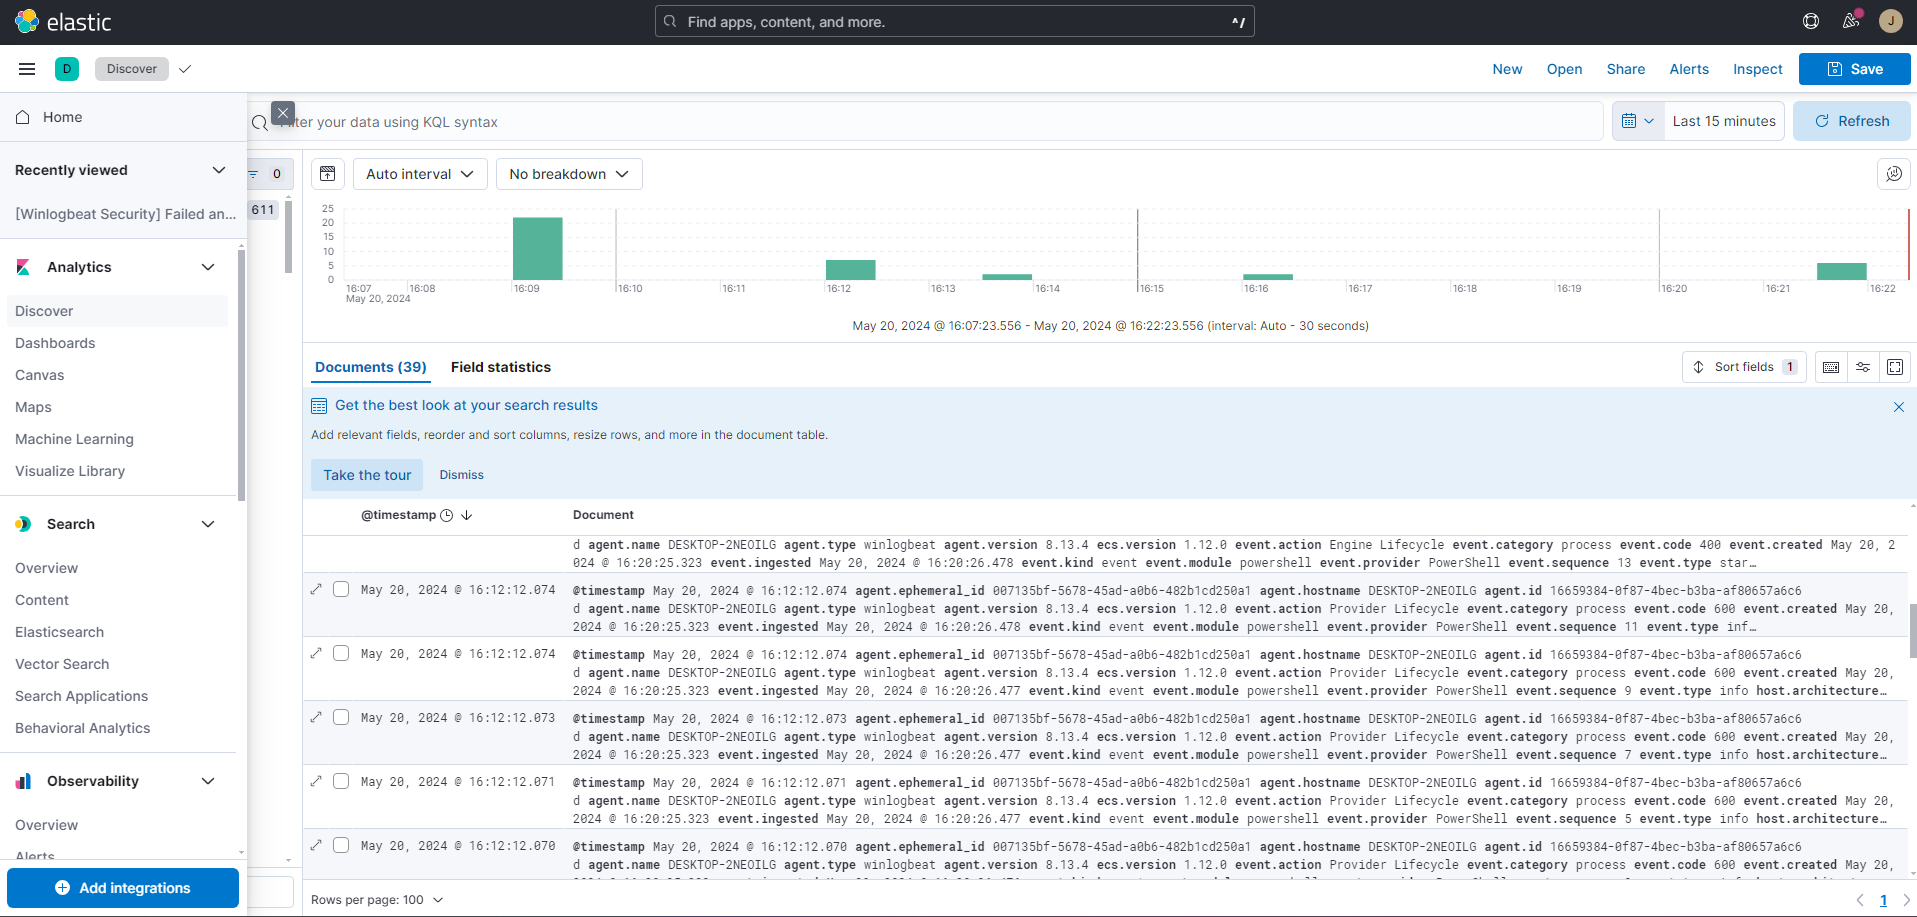 elastic
Find apps, content, and more.
^/
J
D
Discover
New
Open
Share
Alerts
Inspect
Save
Home
ter your data using KQL syntax
Last 15 minutes
Refresh
Recently viewed
0
Auto interval
No breakdown
[Winlogbeat Security] Failed an...
611
25
20
15
10
5
0
16:07
16:08
16:09
16:10
16:11
16:12
16:13
16:14
16:15
16:16
16:17
16:18
16:19
16:20
16:21
16:22
May 20, 2024
May 20, 2024 @ 16:07:23.556 - May 20, 2024 @ 16:22:23.556 (interval: Auto - 30 seconds)
Analytics
Discover
Dashboards
Canvas
Maps
Machine Learning
Visualize Library
Search
Overview
Content
Elasticsearch
Vector Search
Search Applications
Behavioral Analytics
Observability
Overview
Alerts
Add integrations
Documents (39)
Field statistics
Sort fields 1
Get the best look at your search results
Add relevant fields, reorder and sort columns, resize rows, and more in the document table.
Take the tour
Dismiss
@timestamp
Document
d agent.name DESKTOP-2NEOILG agent.type winlogbeat agent.version 8.13.4 ecs.version 1.12.0 event.action Engine Lifecycle event.category process event.code 400 event.created May 20, 2
024 @ 16:20:25.323 event.ingested May 20, 2024 @ 16:20:26.478 event.kind event event.module powershell event.provider PowerShell event.sequence 13 event.type star…
May 20, 2024 @ 16:12:12.074
@timestamp May 20, 2024 @ 16:12:12.074 agent.ephemeral_id 007135bf-5678-45ad-a0b6-482b1cd250a1 agent.hostname DESKTOP-2NEOILG agent.id 16659384-0f87-4bec-b3ba-af80657a6c6
d agent.name DESKTOP-2NEOILG agent.type winlogbeat agent.version 8.13.4 ecs.version 1.12.0 event.action Provider Lifecycle event.category process event.code 600 event.created May 20,
2024 @ 16:20:25.323 event.ingested May 20, 2024 @ 16:20:26.478 event.kind event event.module powershell event.provider PowerShell event.sequence 11 event.type inf…
May 20, 2024 @ 16:12:12.074
@timestamp May 20, 2024 @ 16:12:12.074 agent.ephemeral_id 007135bf-5678-45ad-a0b6-482b1cd250a1 agent.hostname DESKTOP-2NEOILG agent.id 16659384-0f87-4bec-b3ba-af80657a6c6
d agent.name DESKTOP-2NEOILG agent.type winlogbeat agent.version 8.13.4 ecs.version 1.12.0 event.action Provider Lifecycle event.category process event.code 600 event.created May 20,
2024 @ 16:20:25.323 event.ingested May 20, 2024 @ 16:20:26.477 event.kind event event.module powershell event.provider PowerShell event.sequence 9 event.type info host.architecture…
May 20, 2024 @ 16:12:12.073
@timestamp May 20, 2024 @ 16:12:12.073 agent.ephemeral_id 007135bf-5678-45ad-a0b6-482b1cd250a1 agent.hostname DESKTOP-2NEOILG agent.id 16659384-0f87-4bec-b3ba-af80657a6c6
d agent.name DESKTOP-2NEOILG agent.type winlogbeat agent.version 8.13.4 ecs.version 1.12.0 event.action Provider Lifecycle event.category process event.code 600 event.created May 20,
2024 @ 16:20:25.323 event.ingested May 20, 2024 @ 16:20:26.477 event.kind event event.module powershell event.provider PowerShell event.sequence 7 event.type info host.architecture…
May 20, 2024 @ 16:12:12.071
@timestamp May 20, 2024 @ 16:12:12.071 agent.ephemeral_id 007135bf-5678-45ad-a0b6-482b1cd250a1 agent.hostname DESKTOP-2NEOILG agent.id 16659384-0f87-4bec-b3ba-af80657a6c6
d agent.name DESKTOP-2NEOILG agent.type winlogbeat agent.version 8.13.4 ecs.version 1.12.0 event.action Provider Lifecycle event.category process event.code 600 event.created May 20,
2024 @ 16:20:25.323 event.ingested May 20, 2024 @ 16:20:26.477 event.kind event event.module powershell event.provider PowerShell event.sequence 5 event.type info host.architecture…
May 20, 2024 @ 16:12:12.070
@timestamp May 20, 2024 @ 16:12:12.070 agent.ephemeral_id 007135bf-5678-45ad-a0b6-482b1cd250a1 agent.hostname DESKTOP-2NEOILG agent.id 16659384-0f87-4bec-b3ba-af80657a6c6
d agent.name DESKTOP-2NEOILG agent.type winlogbeat agent.version 8.13.4 ecs.version 1.12.0 event.action Provider Lifecycle event.category process event.code 600 event.created May 20,
Rows per page: 100
1